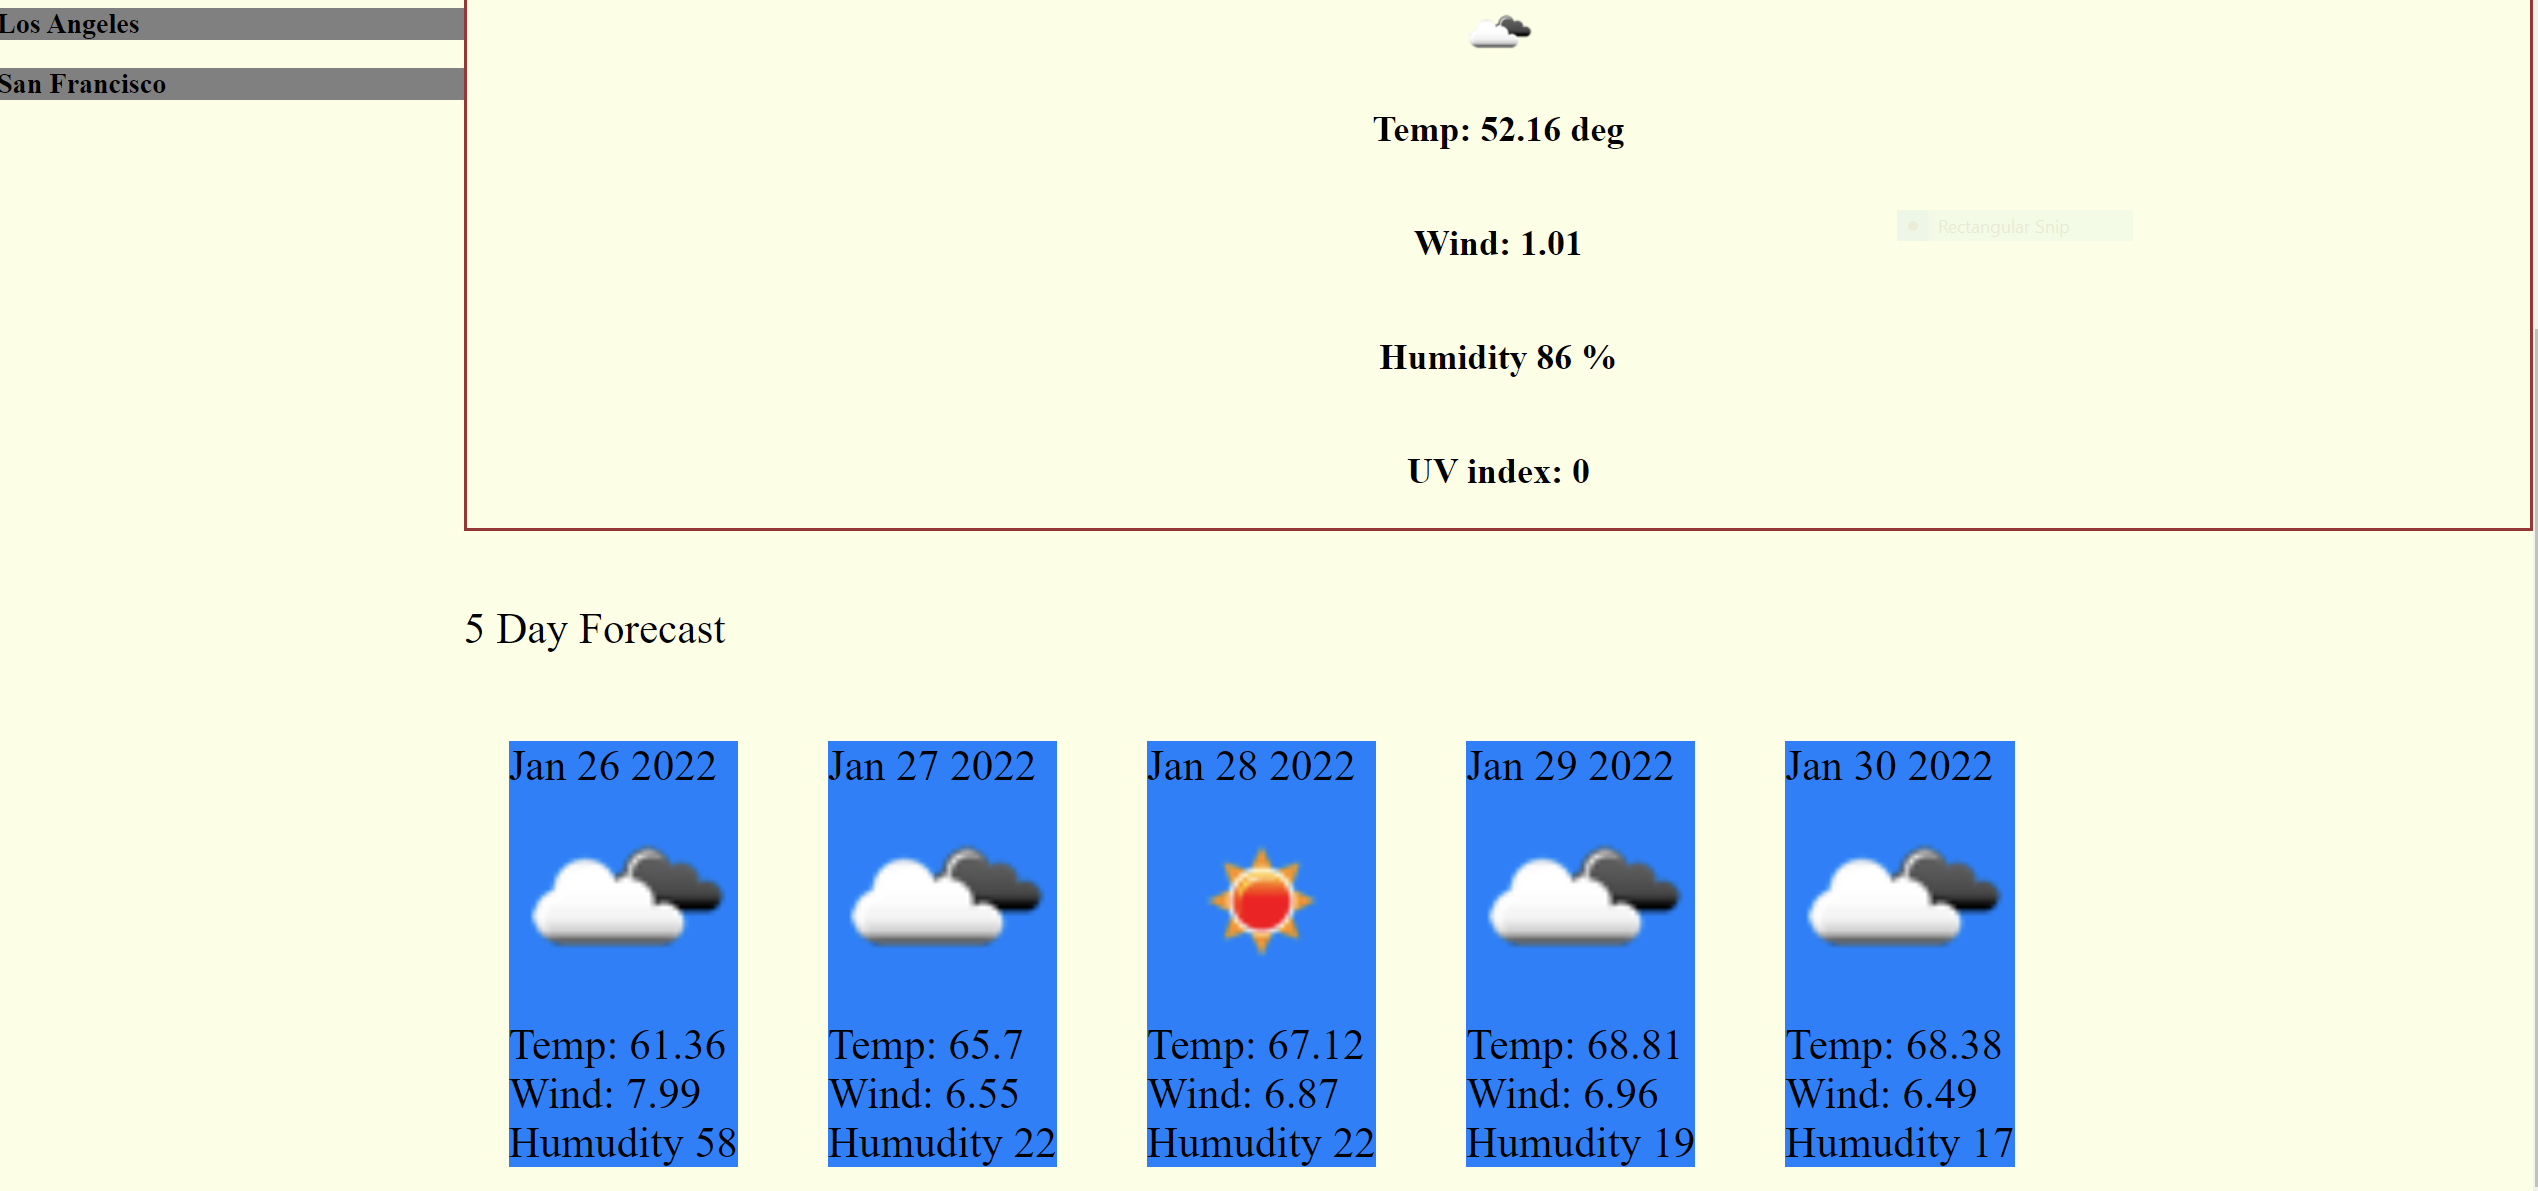 Los Angeles
San Francisco
Temp: 52.16 deg
Wind: 1.01
Rectangular Snip
Humidity 86 %
UV index: 0
5 Day Forecast
Jan 26 2022
Temp: 61.36
Wind: 7.99
Humudity 58
Jan 27 2022
Temp: 65.7
Wind: 6.55
Humudity 22
Jan 28 2022
Temp: 67.12
Wind: 6.87
Humudity 22
Jan 29 2022
Temp: 68.81
Wind: 6.96
Humudity 19
Jan 30 2022
Temp: 68.38
Wind: 6.49
Humudity 17